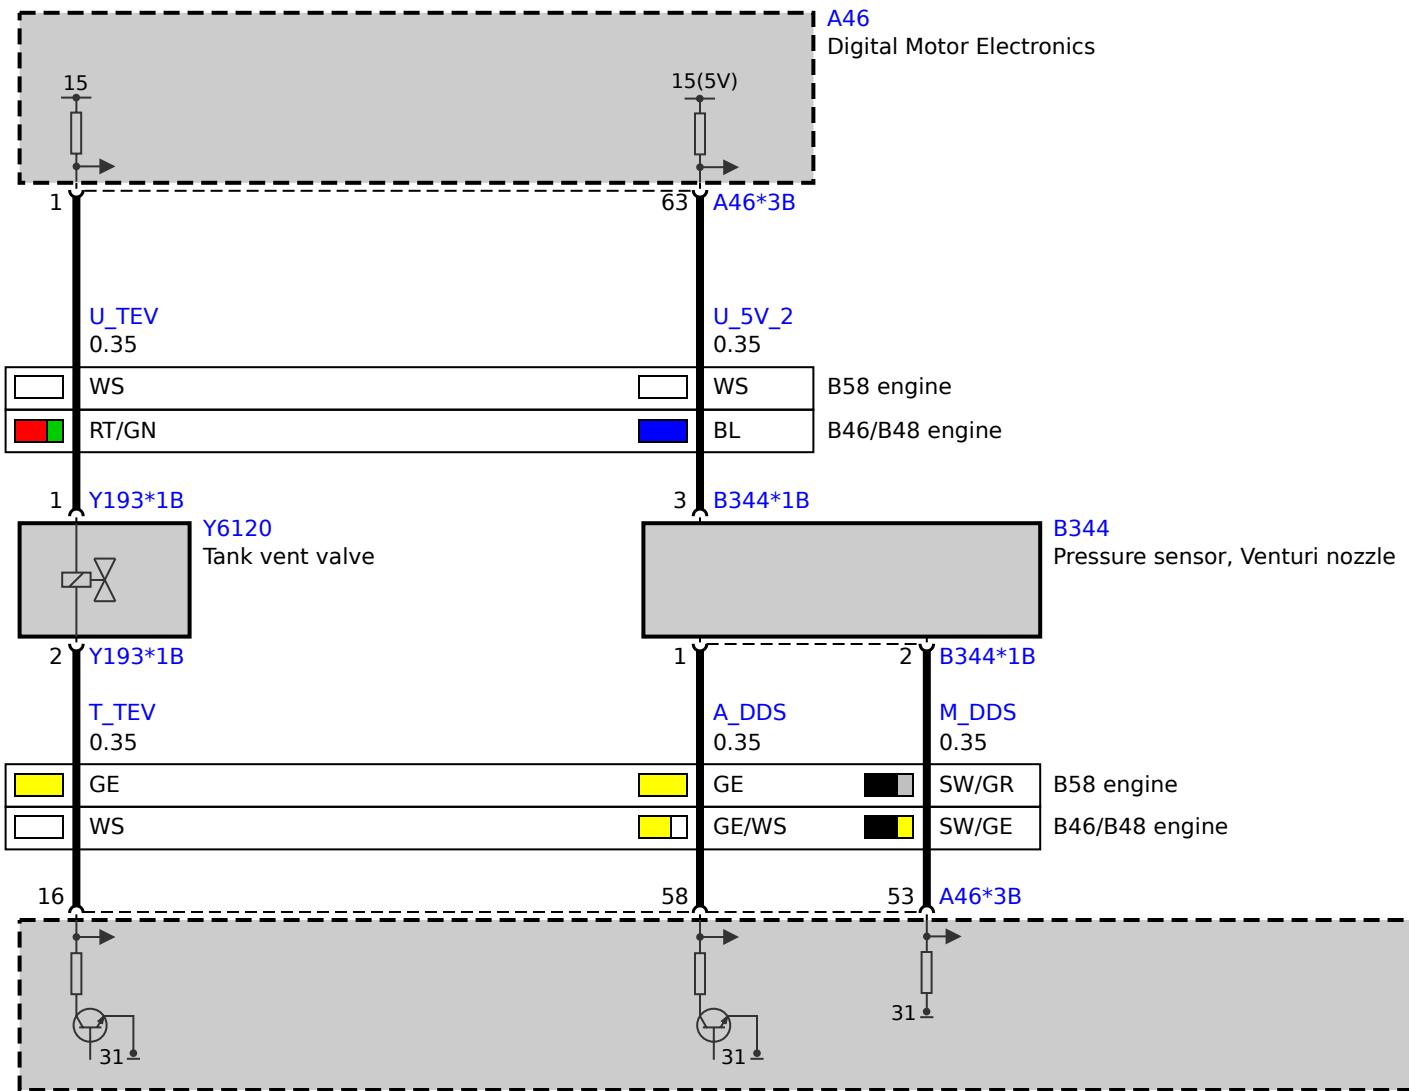 A46
Digital Motor Electronics
15
15(5V)
1
63
A46*3B
U_TEV
0.35
U_5V_2
0.35
WS
WS
B58 engine
RT/GN
BL
B46/B48 engine
1
Y193*1B
3
B344*1B
Y6120
Tank vent valve
B344
Pressure sensor, Venturi nozzle
2
Y193*1B
1
2
B344*1B
T_TEV
0.35
A_DDS
0.35
M_DDS
0.35
GE
GE
SW/GR
B58 engine
WS
GE/WS
SW/GE
B46/B48 engine
16
58
53
A46*3B
31
31
31